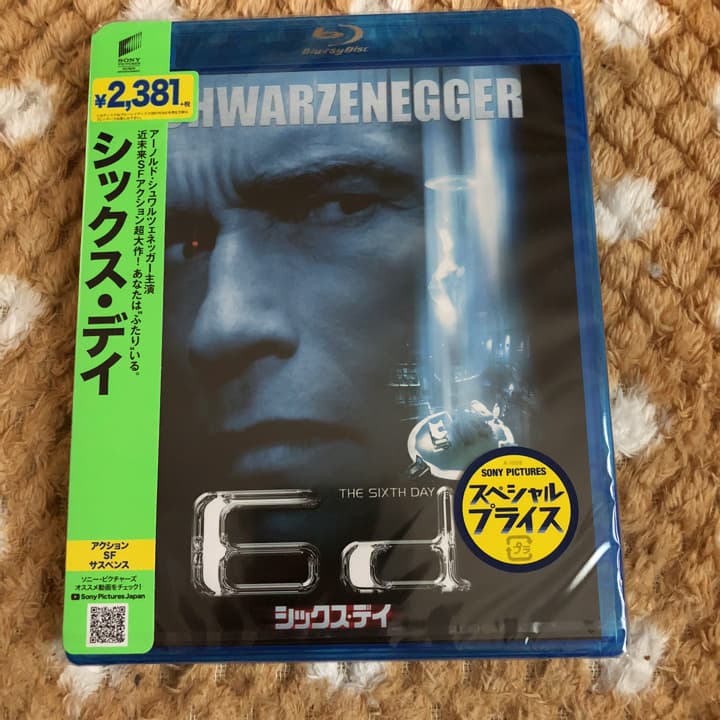 SONY
PICTURES
¥2,381+税
シックス・デイ
アーノルド・シュワルツェネッガー主演
近未来SFアクション超大作! あなたは“ふたり”いる。
アクション
SF
サスペンス
ソニー・ピクチャーズ
オススメ動画をチェック!
Sony Pictures Japan
Blu-ray Disc
CHWARZENEGGER
THE SIXTH DAY
6d
シックス・デイ
SONY PICTURES
スペシャル
プライス
プラ